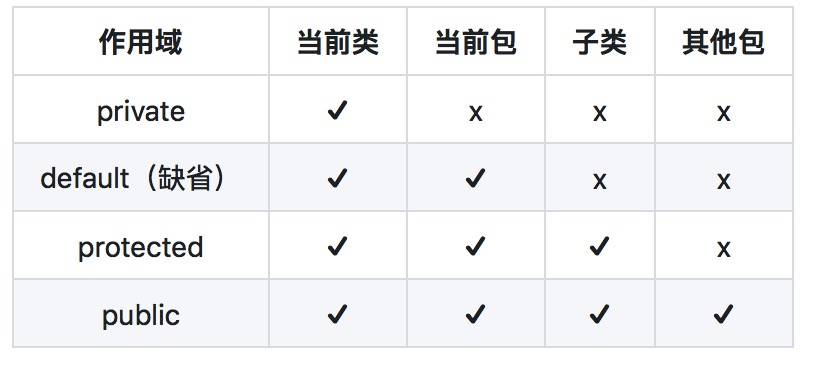 作用域 当前类 当前包 子类 其他包
private ✔ x x x
default（缺省） ✔ ✔ x x
protected ✔ ✔ ✔ x
public ✔ ✔ ✔ ✔